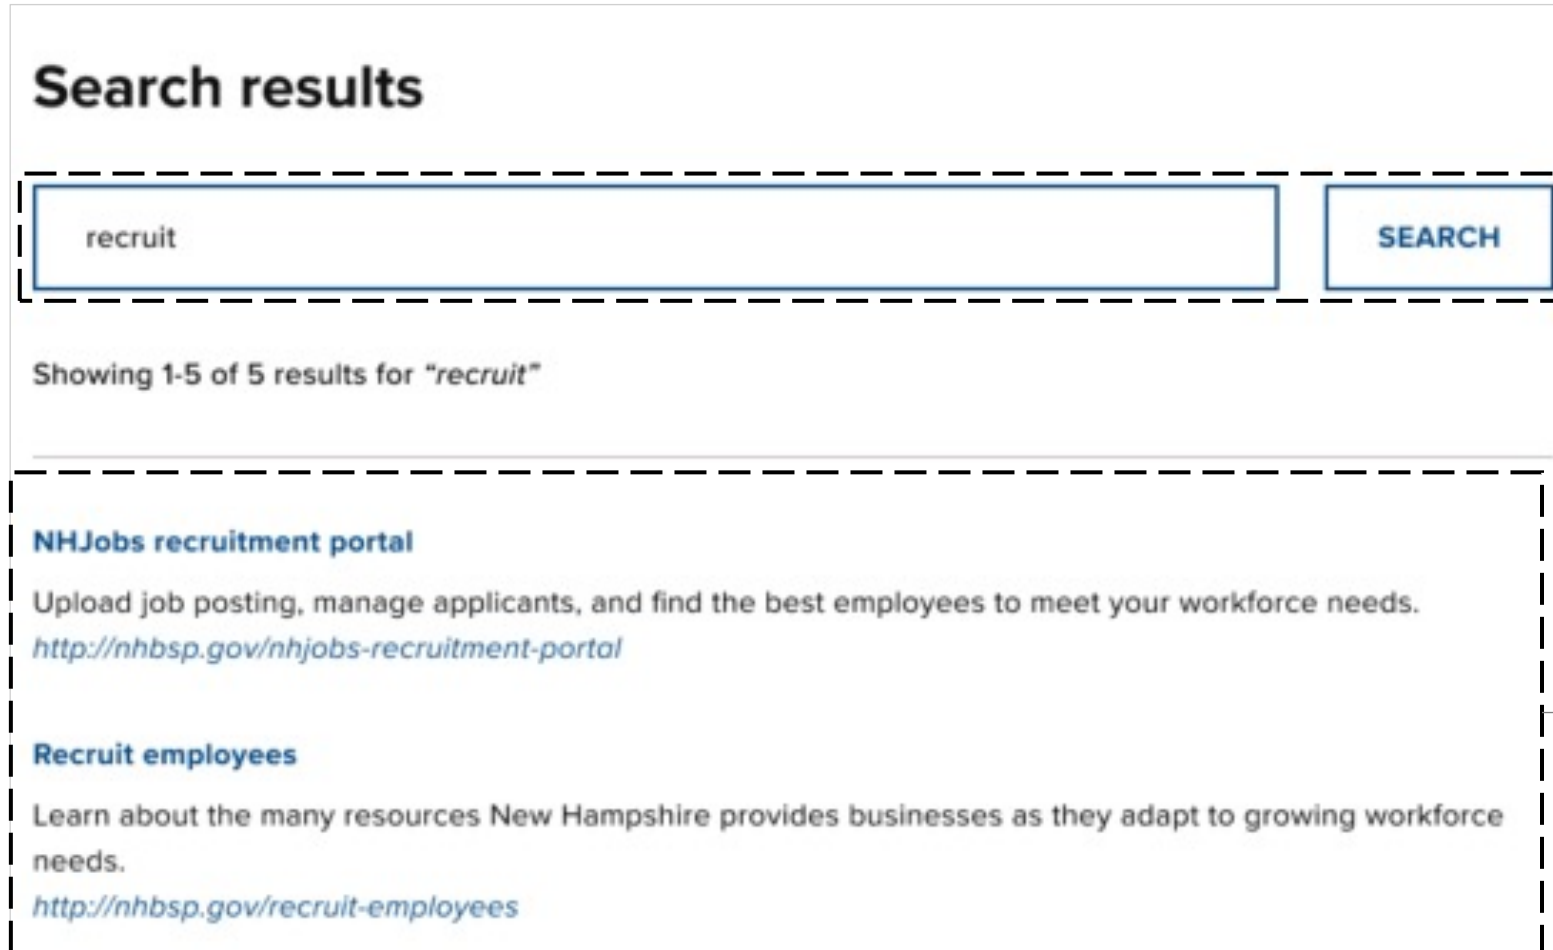 Search results
recruit
SEARCH
Showing 1-5 of 5 results for “recruit”
NHJobs recruitment portal
Upload job posting, manage applicants, and find the best employees to meet your workforce needs.
http://nhbsp.gov/nhjobs-recruitment-portal
Recruit employees
Learn about the many resources New Hampshire provides businesses as they adapt to growing workforce
needs.
http://nhbsp.gov/recruit-employees